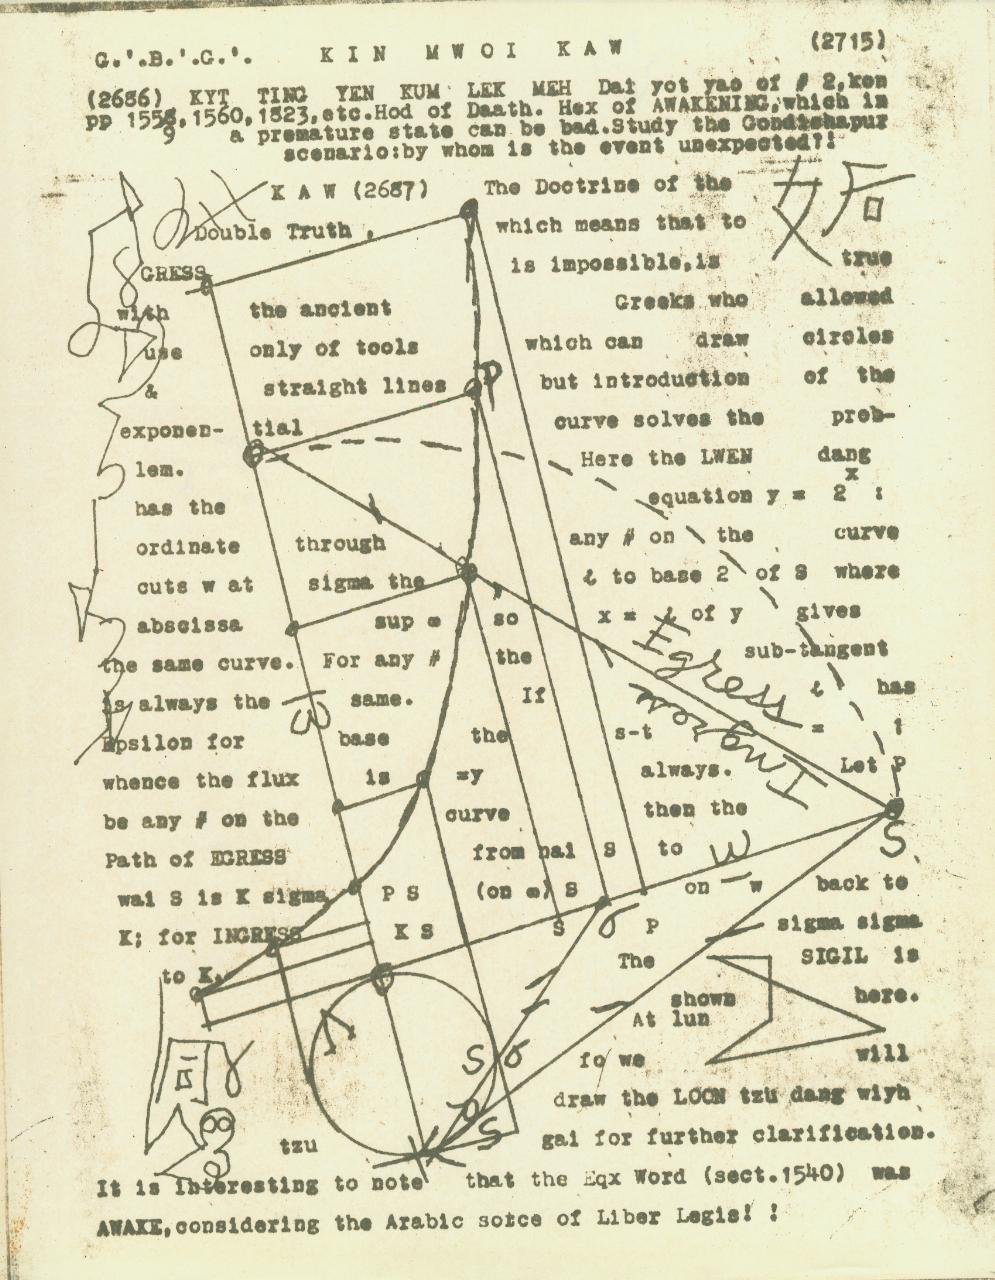 G.'.B.'.G.'. KIN MWOI KAW (2715)
(2686) KYT TING YEN KUM LEK MEH Dai yot yao of # 2,ken
pp 1558,1560,1823,etc.Hod of Daath. Hex of AWAKENING,which in
9 a premature state can be bad.Study the Gondishapur
scenario:by whom is the event unexpected?!
KAW (2687) The Doctrine of the
Double Truth, which means that to
GRESS is impossible,is true
with the ancient Greeks who allowed
use only of tools which can draw circles
& straight lines but introduction of the
exponen- tial curve solves the prob-
lem. Here the LWEN dang
has the equation y = 2 x :
ordinate through any # on the curve
cuts w at sigma the ℓ to base 2 of S where
abscissa sup ∞ so x = ℓ of y gives
the same curve. For any # the sub-tangent
is always the same. If ℓ has
Epsilon for base the s-t = 1
whence the flux is =y always. Let P
be any # on the curve then the
Path of EGRESS from nai S to w
wai S is K sigma P S (on ∞) S on w back to
K; for INGRESS K S S σ P sigma sigma
to K. The SIGIL is
shown here.
At lun
fo we will
draw the LOON tzu dang wiyh
tzu gai for further clarification.
It is interesting to note that the Eqx Word (sect.1540) was
AWAKE,considering the Arabic sotce of Liber Legis! !
P
Egress
Ingress
S
S σ
S